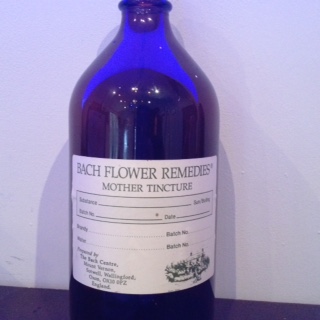 BACH FLOWER REMEDIES®
MOTHER TINCTURE
Substance
Batch No. Date
Brandy Batch No.
Water Batch No.
Prepared by
The Bach Centre,
Mount Vernon,
Sotwell, Wallingford,
Oxon, OX10 0PZ
England